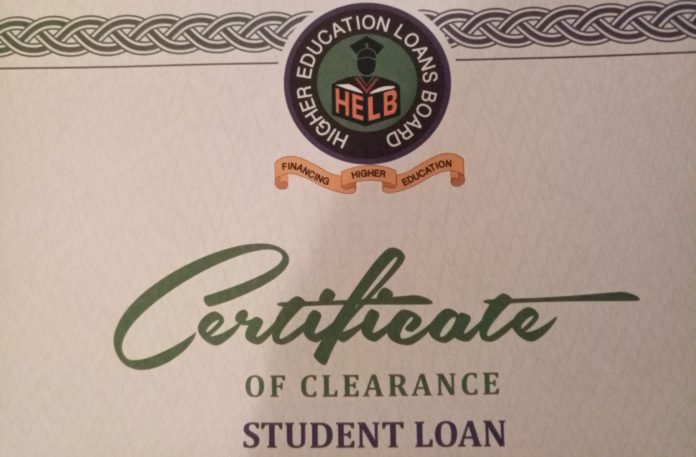 HIGHER EDUCATION LOANS BOARD
HELB
FINANCING HIGHER EDUCATION
Certificate
OF CLEARANCE
STUDENT LOAN